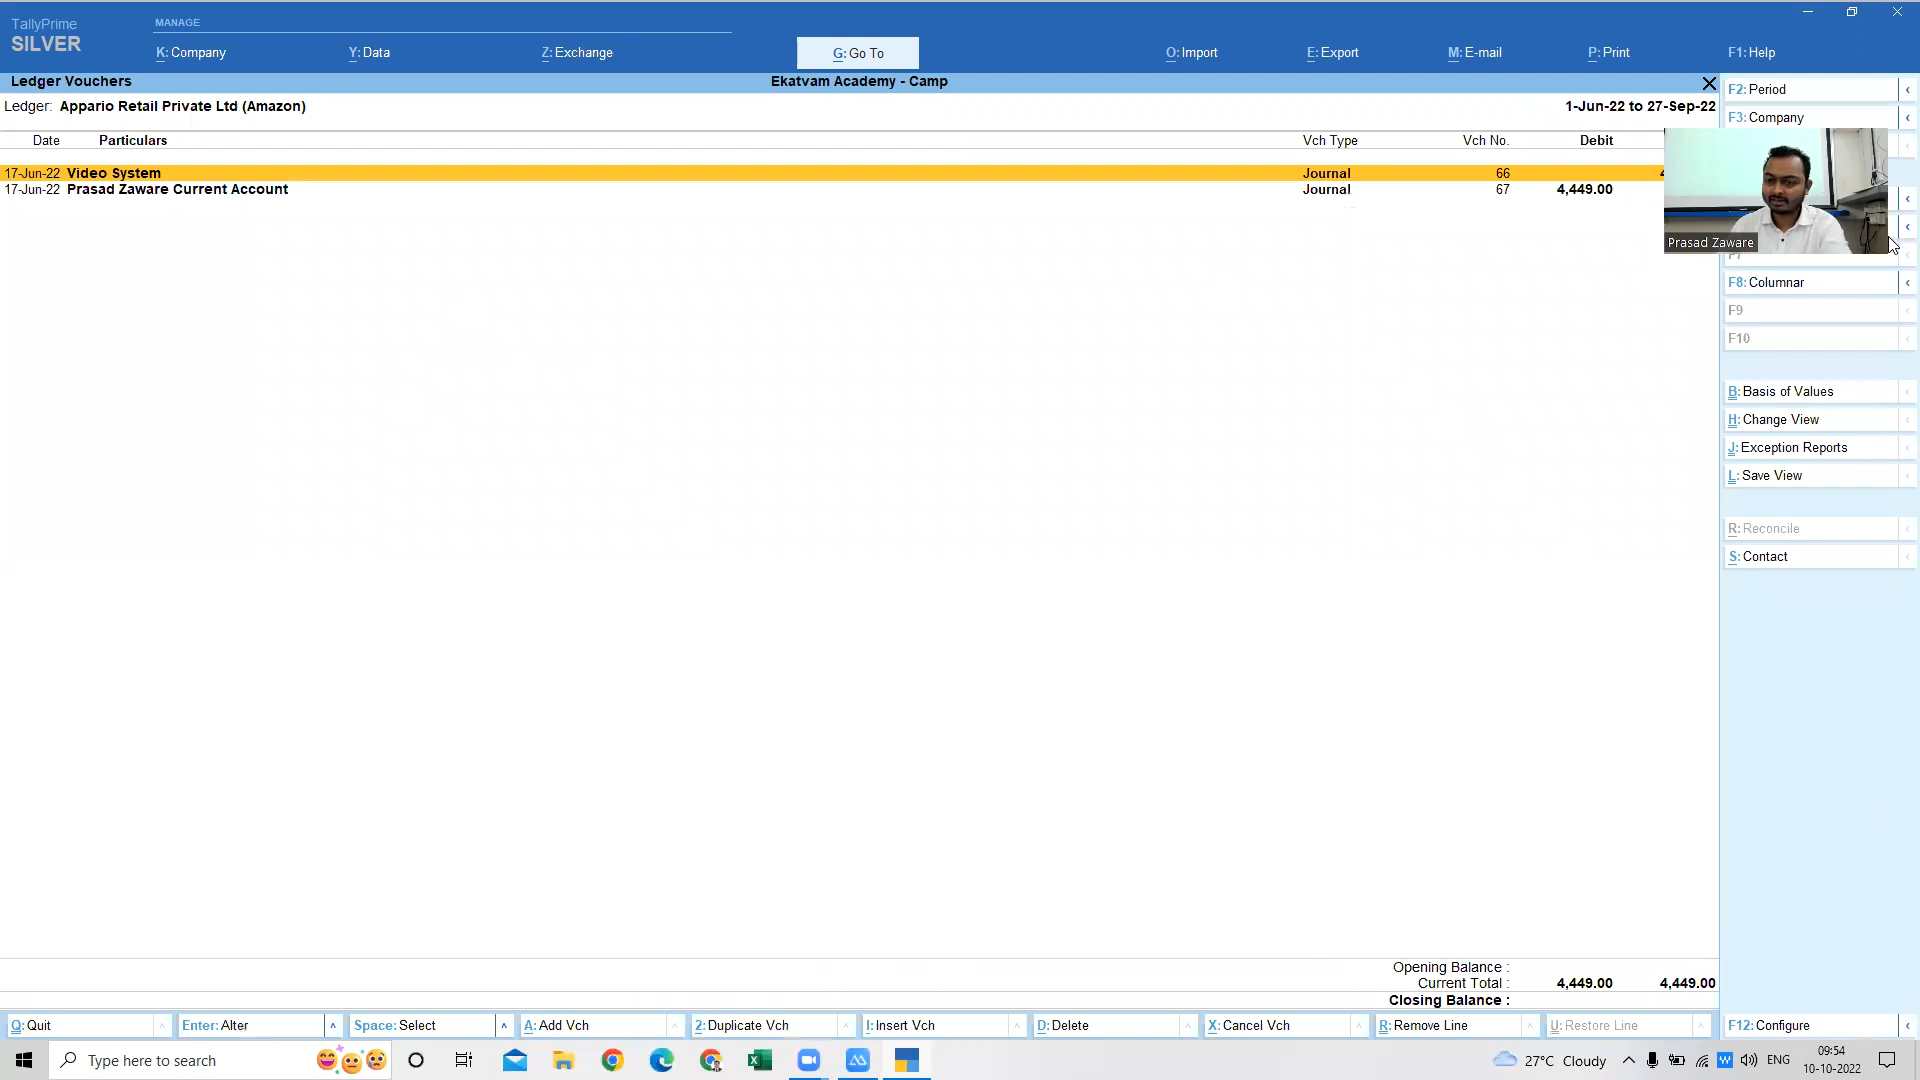 TallyPrime
SILVER
MANAGE
K: Company
Y: Data
Z: Exchange
G: Go To
O: Import
E: Export
M: E-mail
P: Print
F1: Help
Ledger Vouchers
Ekatvam Academy - Camp
Ledger: Appario Retail Private Ltd (Amazon)
1-Jun-22 to 27-Sep-22
Date Particulars Vch Type Vch No. Debit
17-Jun-22 Video System Journal 66
17-Jun-22 Prasad Zaware Current Account Journal 67 4,449.00
Opening Balance :
Current Total : 4,449.00 4,449.00
Closing Balance :
F2: Period
F3: Company
Prasad Zaware
F8: Columnar
F9
F10
B: Basis of Values
H: Change View
J: Exception Reports
L: Save View
R: Reconcile
S: Contact
F12: Configure
Q: Quit
Enter: Alter
Space: Select
A: Add Vch
2: Duplicate Vch
I: Insert Vch
D: Delete
X: Cancel Vch
R: Remove Line
U: Restore Line
Type here to search
27°C Cloudy
ENG
09:54
10-10-2022